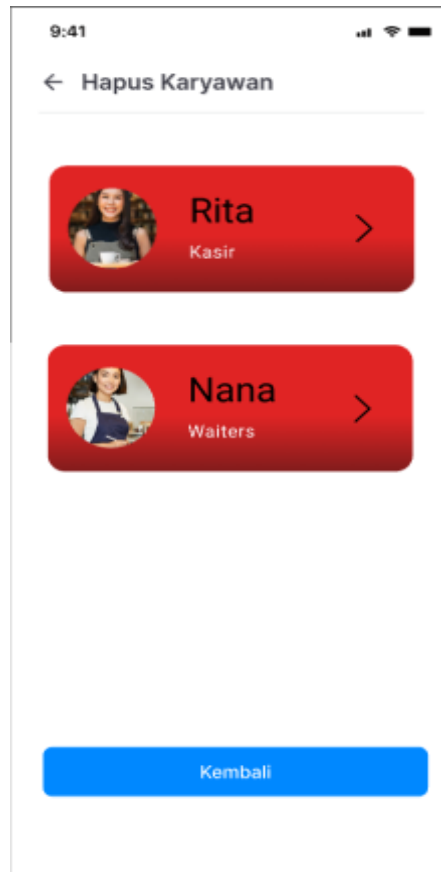 9:41
← Hapus Karyawan
Rita
Kasir
Nana
Waiters
Kembali